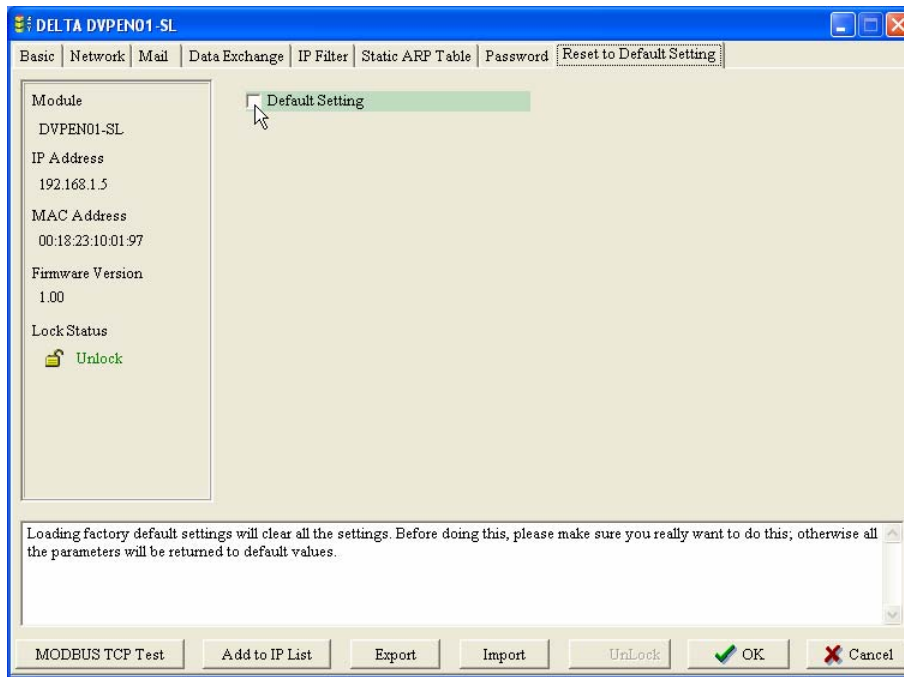 DELTA DVPEN01-SL
Basic Network Mail Data Exchange IP Filter Static ARP Table Password Reset to Default Setting
Module
DVPEN01-SL
IP Address
192.168.1.5
MAC Address
00:18:23:10:01:97
Firmware Version
1.00
Lock Status
Unlock
Default Setting
Loading factory default settings will clear all the settings. Before doing this, please make sure you really want to do this; otherwise all
the parameters will be returned to default values.
MODBUS TCP Test Add to IP List Export Import UnLock OK Cancel